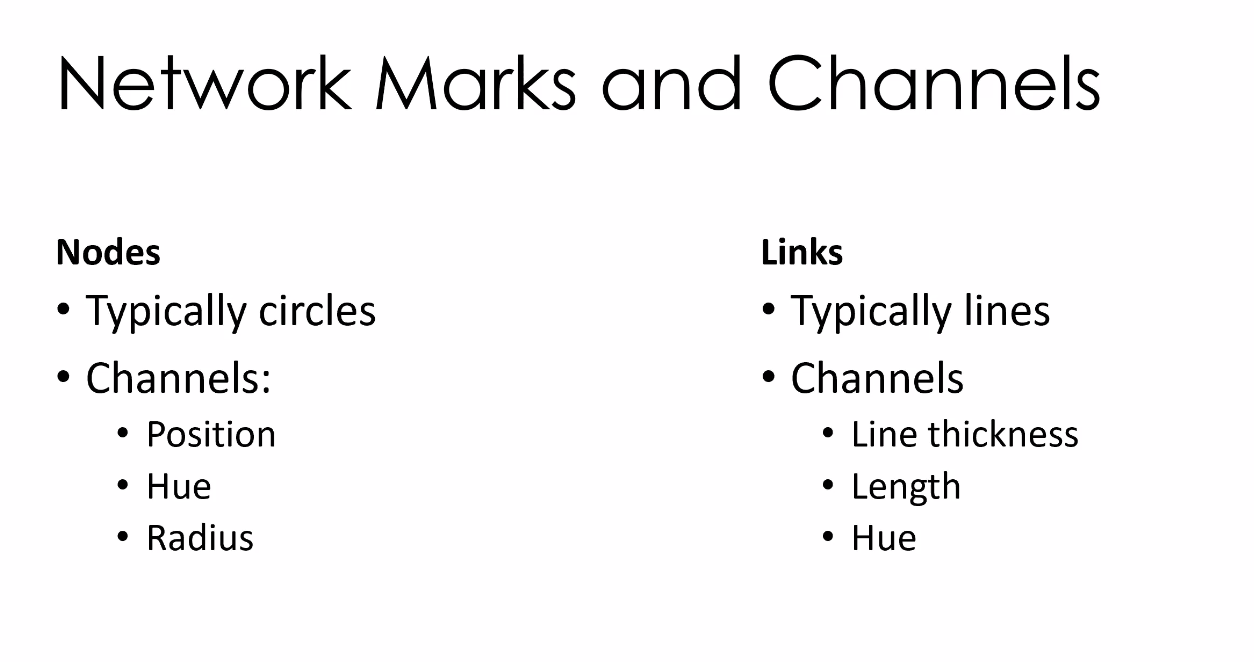 Network Marks and Channels
Nodes
• Typically circles
• Channels:
• Position
• Hue
• Radius
Links
• Typically lines
• Channels
• Line thickness
• Length
• Hue